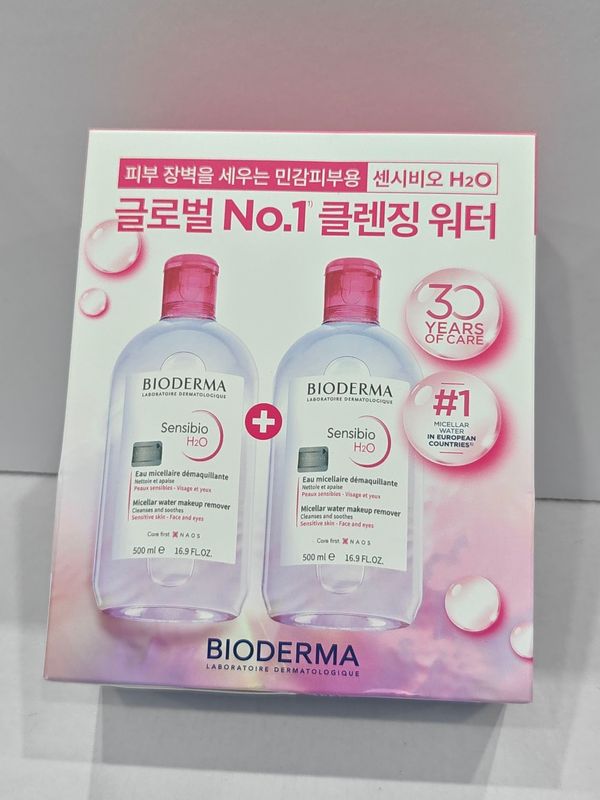 피부 장벽을 세우는 민감피부용 센시비오 H2O
글로벌 No.1 1) 클렌징 워터
30
YEARS
OF CARE
#1
MICELLAR
WATER
IN EUROPEAN
COUNTRIES
BIODERMA
LABORATOIRE DERMATOLOGIQUE
Sensibio
H2O
Eau micellaire démaquillante
Nettoie et apaise
Peaux sensibles - Visage et yeux
Micellar water makeup remover
Cleanses and soothes
Sensitive skin - Face and eyes
Care first NAOS
500 ml ℮ 16.9 FL.OZ.
+
BIODERMA
LABORATOIRE DERMATOLOGIQUE
Sensibio
H2O
Eau micellaire démaquillante
Nettoie et apaise
Peaux sensibles - Visage et yeux
Micellar water makeup remover
Cleanses and soothes
Sensitive skin - Face and eyes
Care first NAOS
500 ml ℮ 16.9 FL.OZ.
BIODERMA
LABORATOIRE DERMATOLOGIQUE